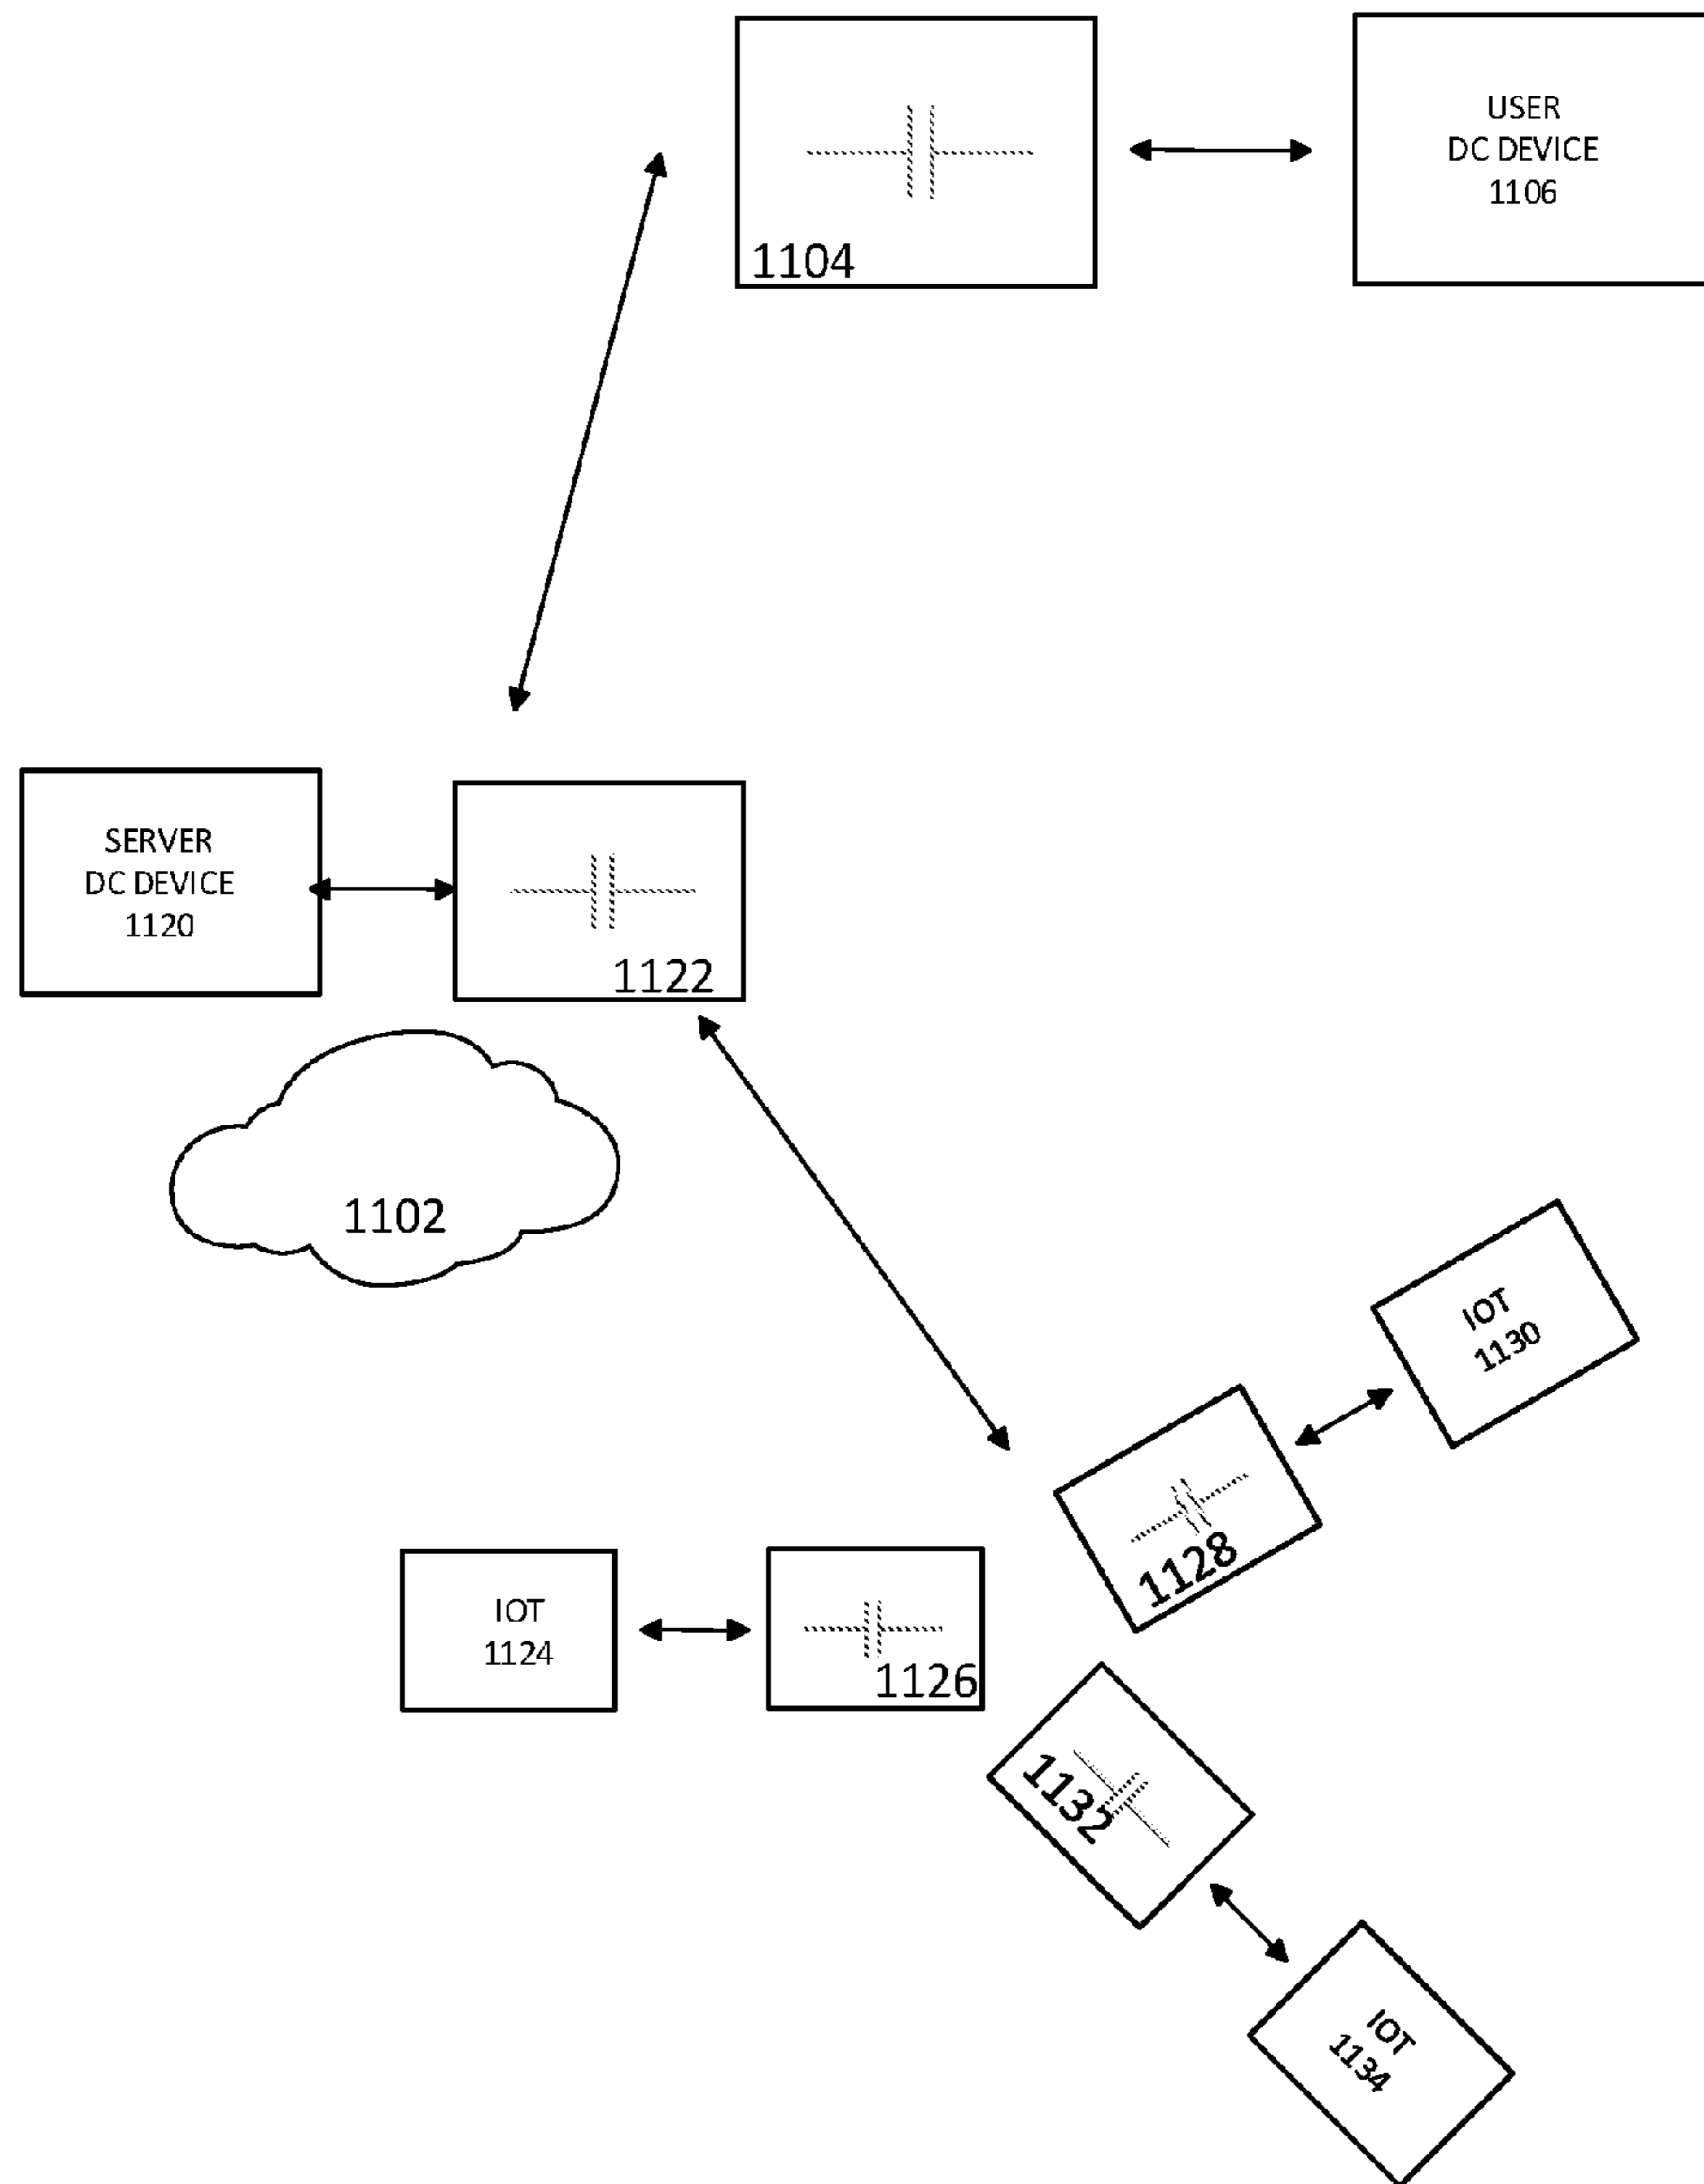 1104
USER
DC DEVICE
1106
SERVER
DC DEVICE
1120
1122
1102
IOT
1130
1128
IOT
1124
1126
1132
IOT
1134